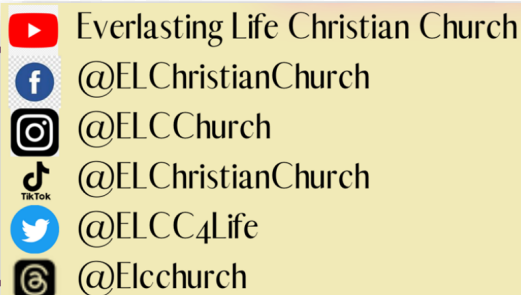 Everlasting Life Christian Church
@ELChristianChurch
@ELCChurch
TikTok
@ELChristianChurch
@ELCC4Life
@Elcchurch